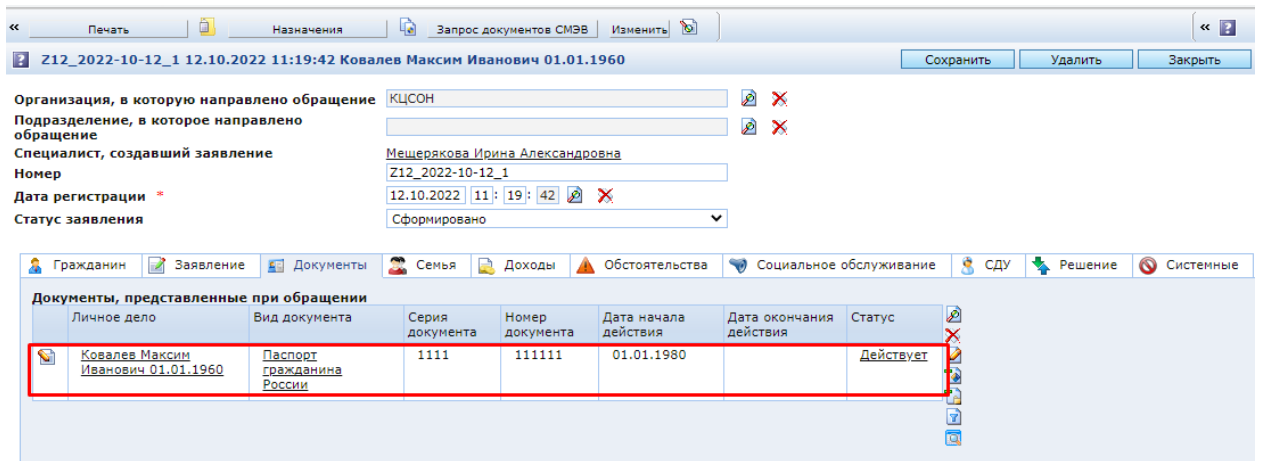 « Печать Назначения Запрос документов СМЭВ Изменить «
Z12_2022-10-12_1 12.10.2022 11:19:42 Ковалев Максим Иванович 01.01.1960 Сохранить Удалить Закрыть
Организация, в которую направлено обращение КЦСОН
Подразделение, в которое направлено
обращение
Специалист, создавший заявление Мещерякова Ирина Александровна
Номер Z12_2022-10-12_1
Дата регистрации * 12.10.2022 11 : 19 : 42
Статус заявления Сформировано
Гражданин Заявление Документы Семья Доходы Обстоятельства Социальное обслуживание СДУ Решение Системные
Документы, представленные при обращении
Личное дело Вид документа Серия Номер Дата начала Дата окончания Статус
документа документа действия действия
Ковалев Максим Паспорт 1111 111111 01.01.1980 Действует
Иванович 01.01.1960 гражданина
России